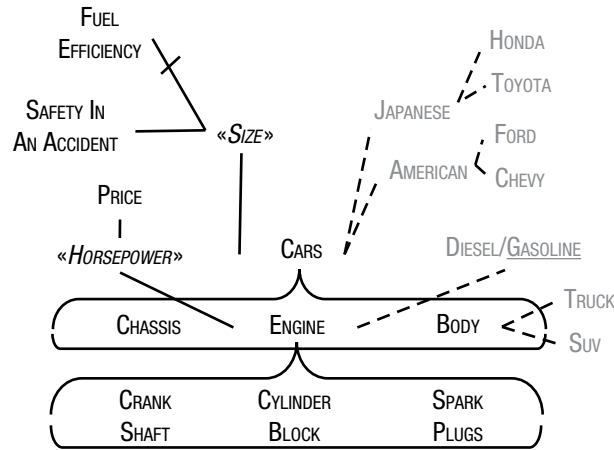 FUEL
EFFICIENCY
HONDA
TOYOTA
SAFETY IN
AN ACCIDENT
«SIZE»
JAPANESE
FORD
AMERICAN
CHEVY
PRICE
«HORSEPOWER»
CARS
DIESEL/GASOLINE
TRUCK
CHASSIS
ENGINE
BODY
SUV
CRANK
SHAFT
CYLINDER
BLOCK
SPARK
PLUGS